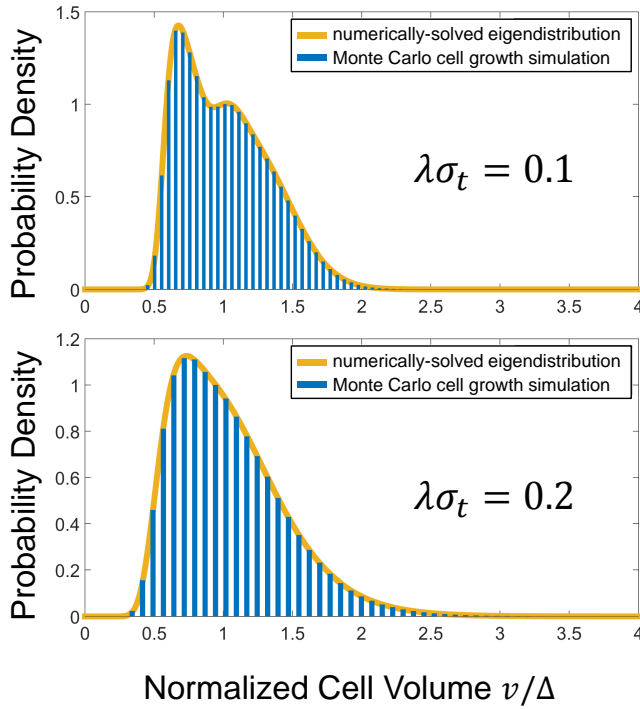 1.5
numerically-solved eigendistribution
Monte Carlo cell growth simulation
1
λσₜ = 0.1
0.5
0
0 0.5 1 1.5 2 2.5 3 3.5 4
Probability Density
1.2
numerically-solved eigendistribution
Monte Carlo cell growth simulation
1
0.8
0.6
λσₜ = 0.2
0.4
0.2
0
0 0.5 1 1.5 2 2.5 3 3.5 4
Probability Density
Normalized Cell Volume v/Δ